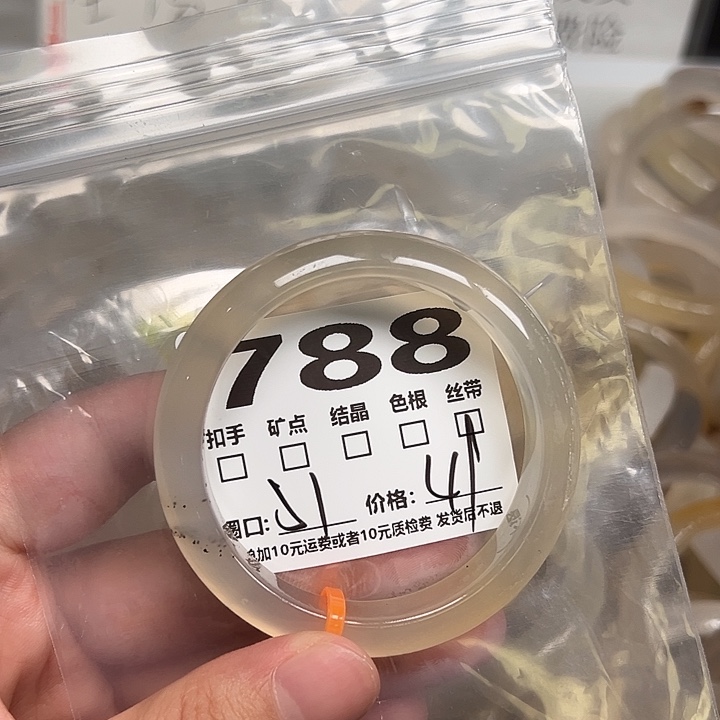 788
扣手 矿点 结晶 色根 丝带
圈口: 51 价格:
加10元运费或者10元质检费 发货后不退